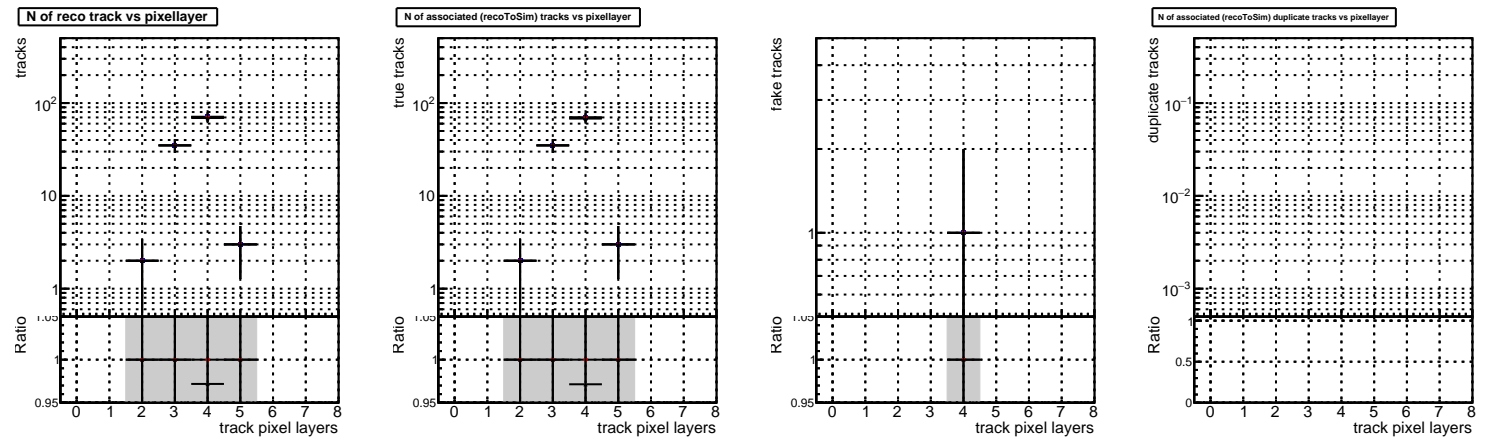 N of reco track vs pixellayer
tracks
10²
10
1
Ratio
1.05
1
0.95
0 1 2 3 4 5 6 7 8
track pixel layers
N of associated (recoToSim) tracks vs pixellayer
true tracks
10²
10
1
Ratio
1.05
1
0.95
0 1 2 3 4 5 6 7 8
track pixel layers
fake tracks
1
Ratio
1
0.95
0 1 2 3 4 5 6 7 8
track pixel layers
N of associated (recoToSim) duplicate tracks vs pixellayer
duplicate tracks
10⁻¹
10⁻²
10⁻³
Ratio
1
0.5
0
0 1 2 3 4 5 6 7 8
track pixel layers